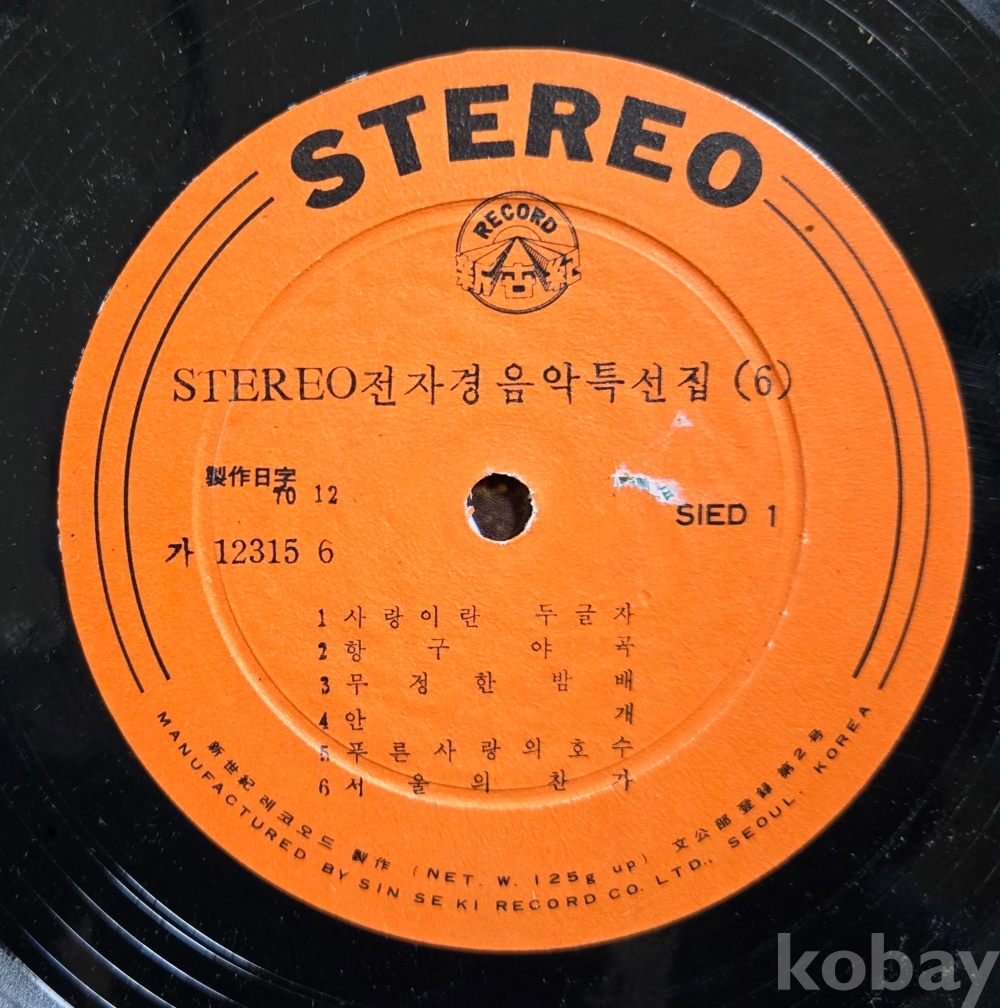 STEREO
RECORD
新世紀
STEREO전자경음악특선집 (6)
製作日字
70 12
SIED 1
가 12315 6
1 사랑이란 두글자
2 항구야곡
3 무정한밤배
4 안개
5 푸른사랑의호수
6 서울의찬가
新世紀 레코오드 製作 (NET. W. 125g up) 文公部登録第2号
MANUFACTURED BY SIN SE KI RECORD CO. LTD., SEOUL, KOREA
kobay